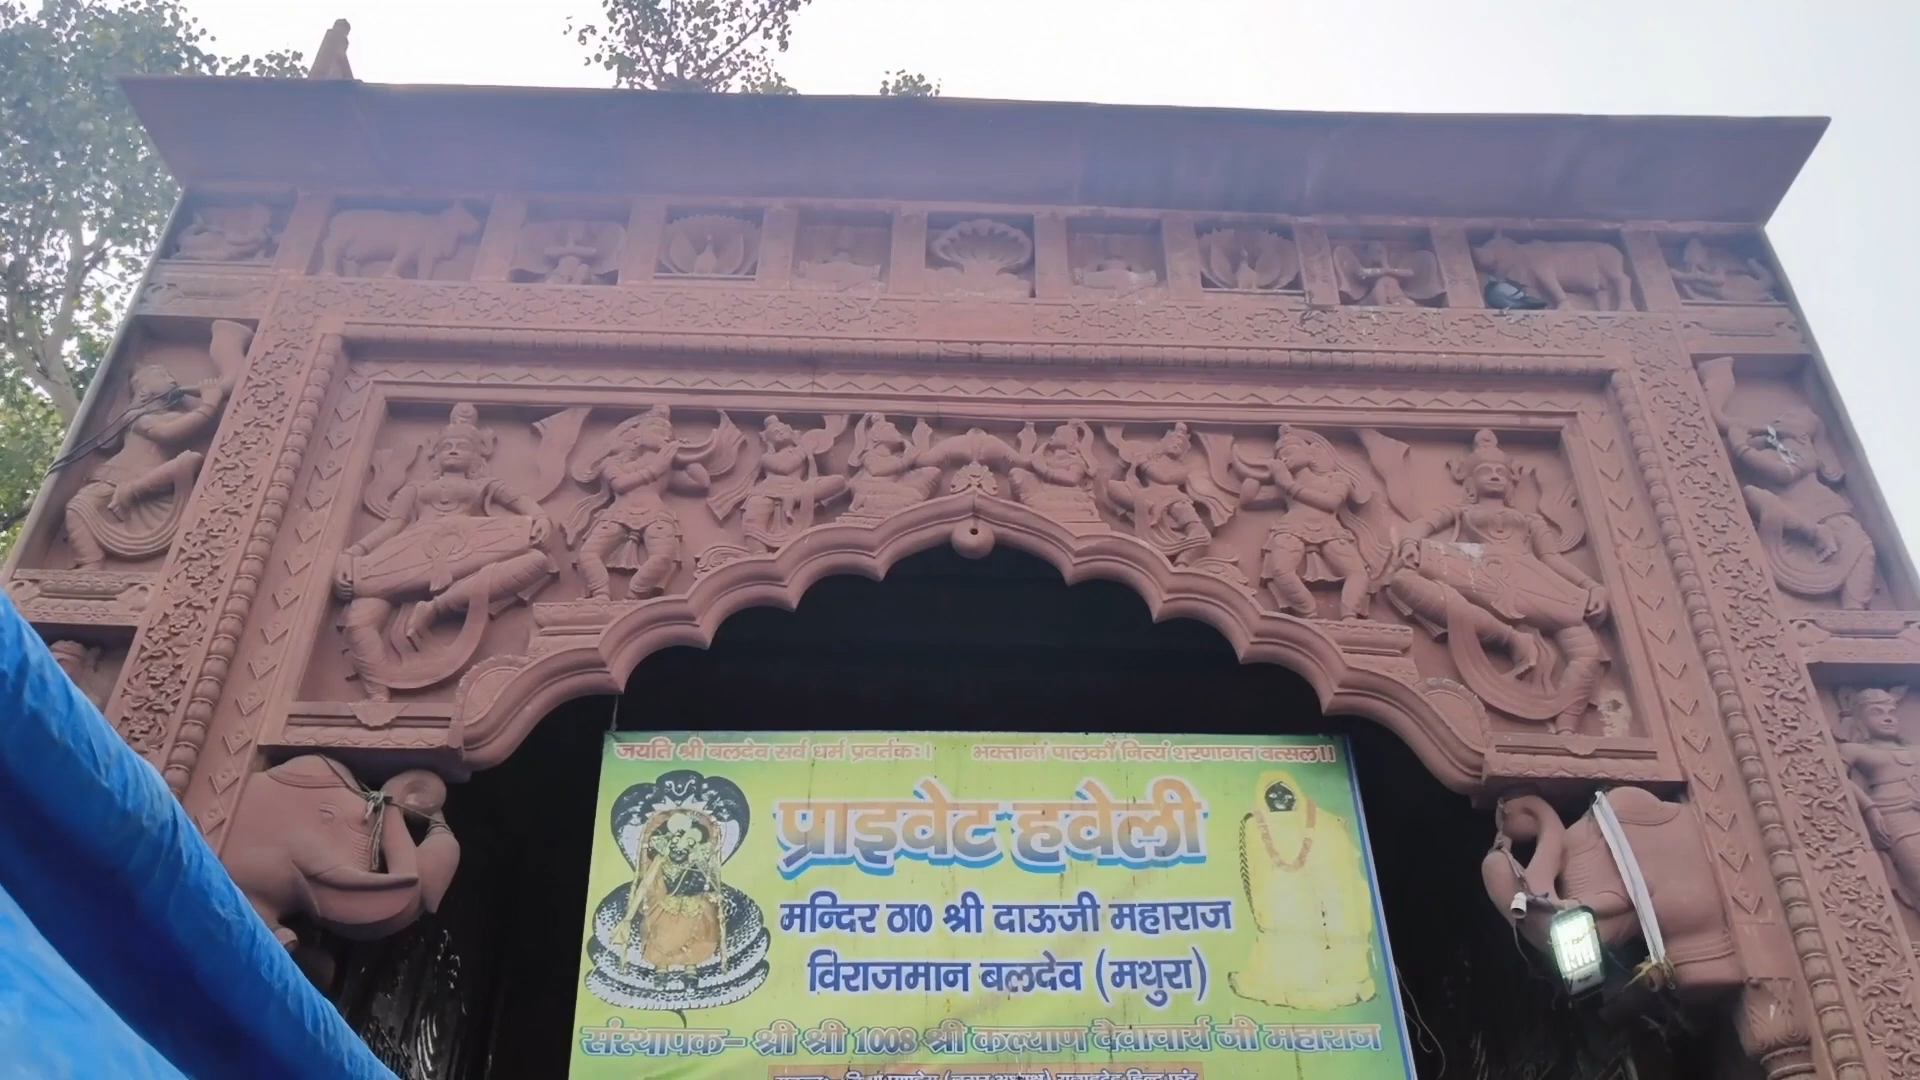 जयति श्री बलदेव सर्व धर्म प्रवर्तकः। भक्तानां पालकौं नित्यं शरणागत वत्सल॥
प्राइवेट हवेली
मन्दिर ठा० श्री दाऊजी महाराज
विराजमान बलदेव (मथुरा)
संस्थापक- श्री श्री 1008 श्री कल्याण दैवाचार्य जी महाराज